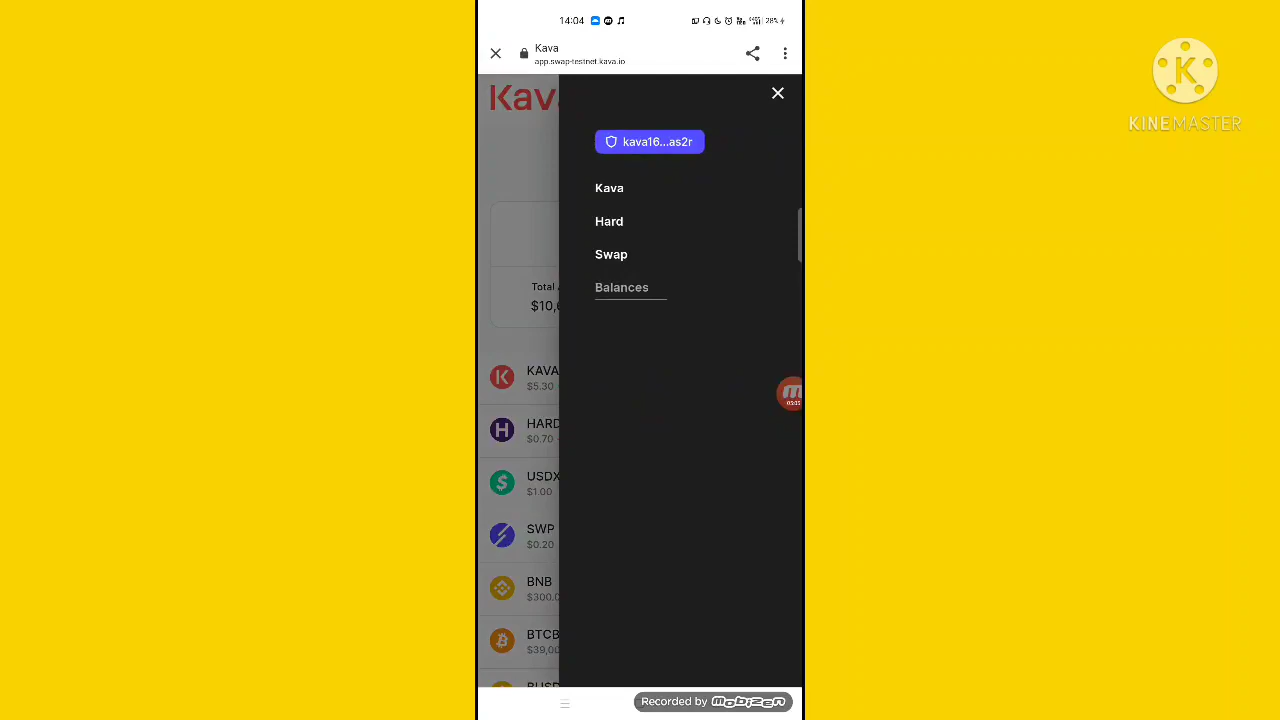 14:04
28%
Kava
app.swap-testnet.kava.io
Kava
kava16...as2r
Kava
Hard
Swap
Balances
Total
$10,
KAVA
$5.30
HARD
$0.70
USDX
$1.00
SWP
$0.20
BNB
$300.0
BTCB
$39,00
Recorded by mobizen
K
KINEMASTER